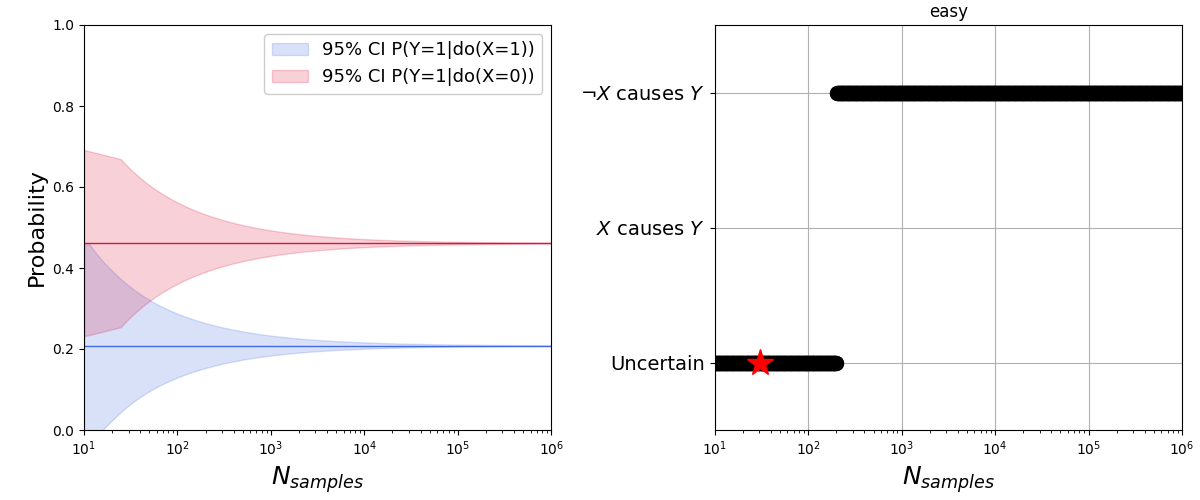 1.0
0.8
0.6
0.4
0.2
0.0
Probability
95% CI P(Y=1|do(X=1))
95% CI P(Y=1|do(X=0))
10¹ 10² 10³ 10⁴ 10⁵ 10⁶
N_samples
easy
¬X causes Y
X causes Y
Uncertain
10¹ 10² 10³ 10⁴ 10⁵ 10⁶
N_samples